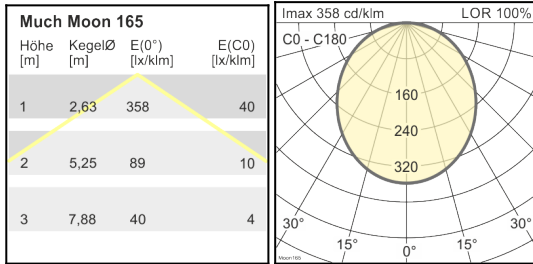 Much Moon 165
Höhe KegelØ E(0°) E(C0)
[m] [m] [lx/klm] [lx/klm]
1 2,63 358 40
2 5,25 89 10
3 7,88 40 4
Imax 358 cd/klm LOR 100%
C0 - C180
160
240
320
30° 30°
15° 15°
0°
Moon165